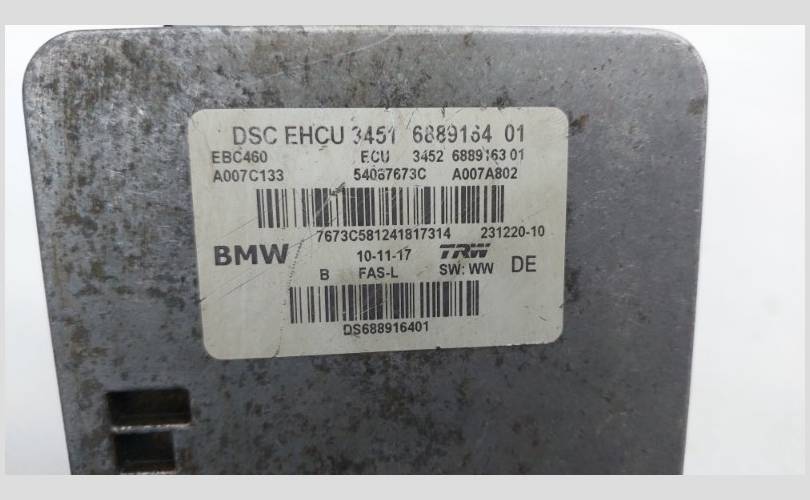 DSC EHCU 3451 6889164 01
EBC460 ECU 3452 6889163 01
A007C133 54067673C A007A802
7673C581241817314 231220-10
BMW 10-11-17 TRW
B FAS-L SW: WW DE
DS688916401